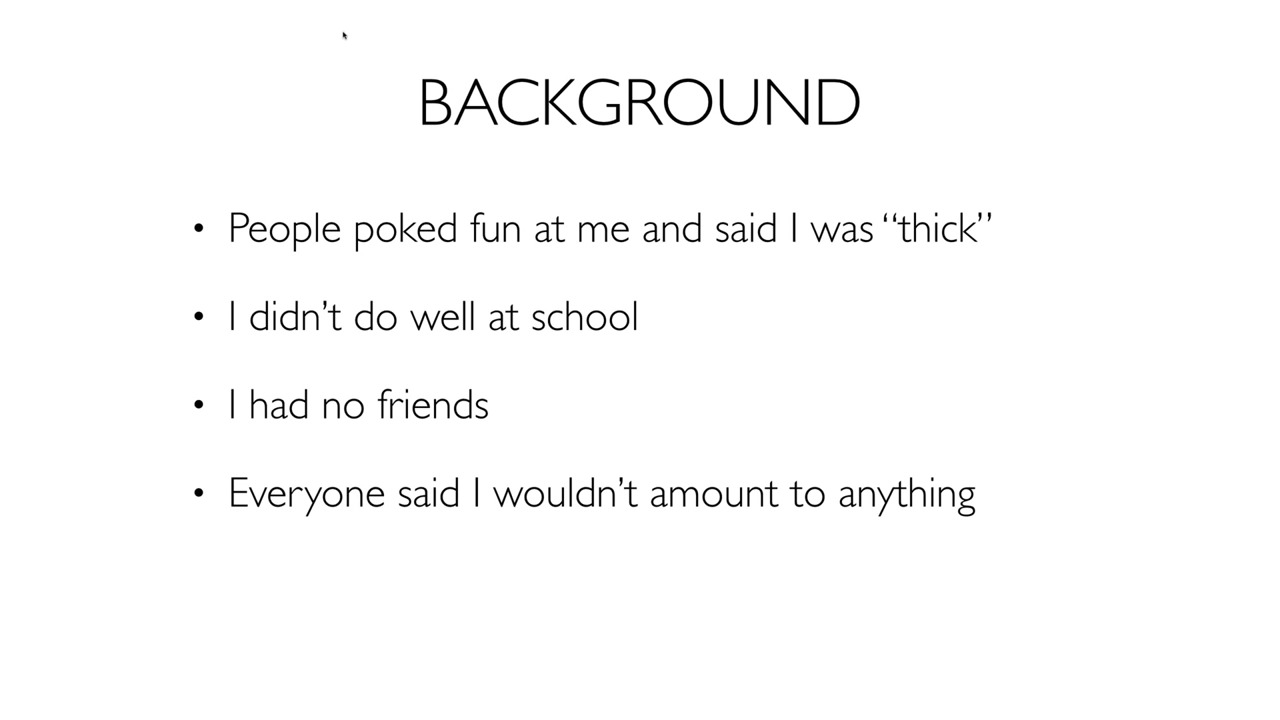 BACKGROUND
• People poked fun at me and said I was “thick”
• I didn’t do well at school
• I had no friends
• Everyone said I wouldn’t amount to anything